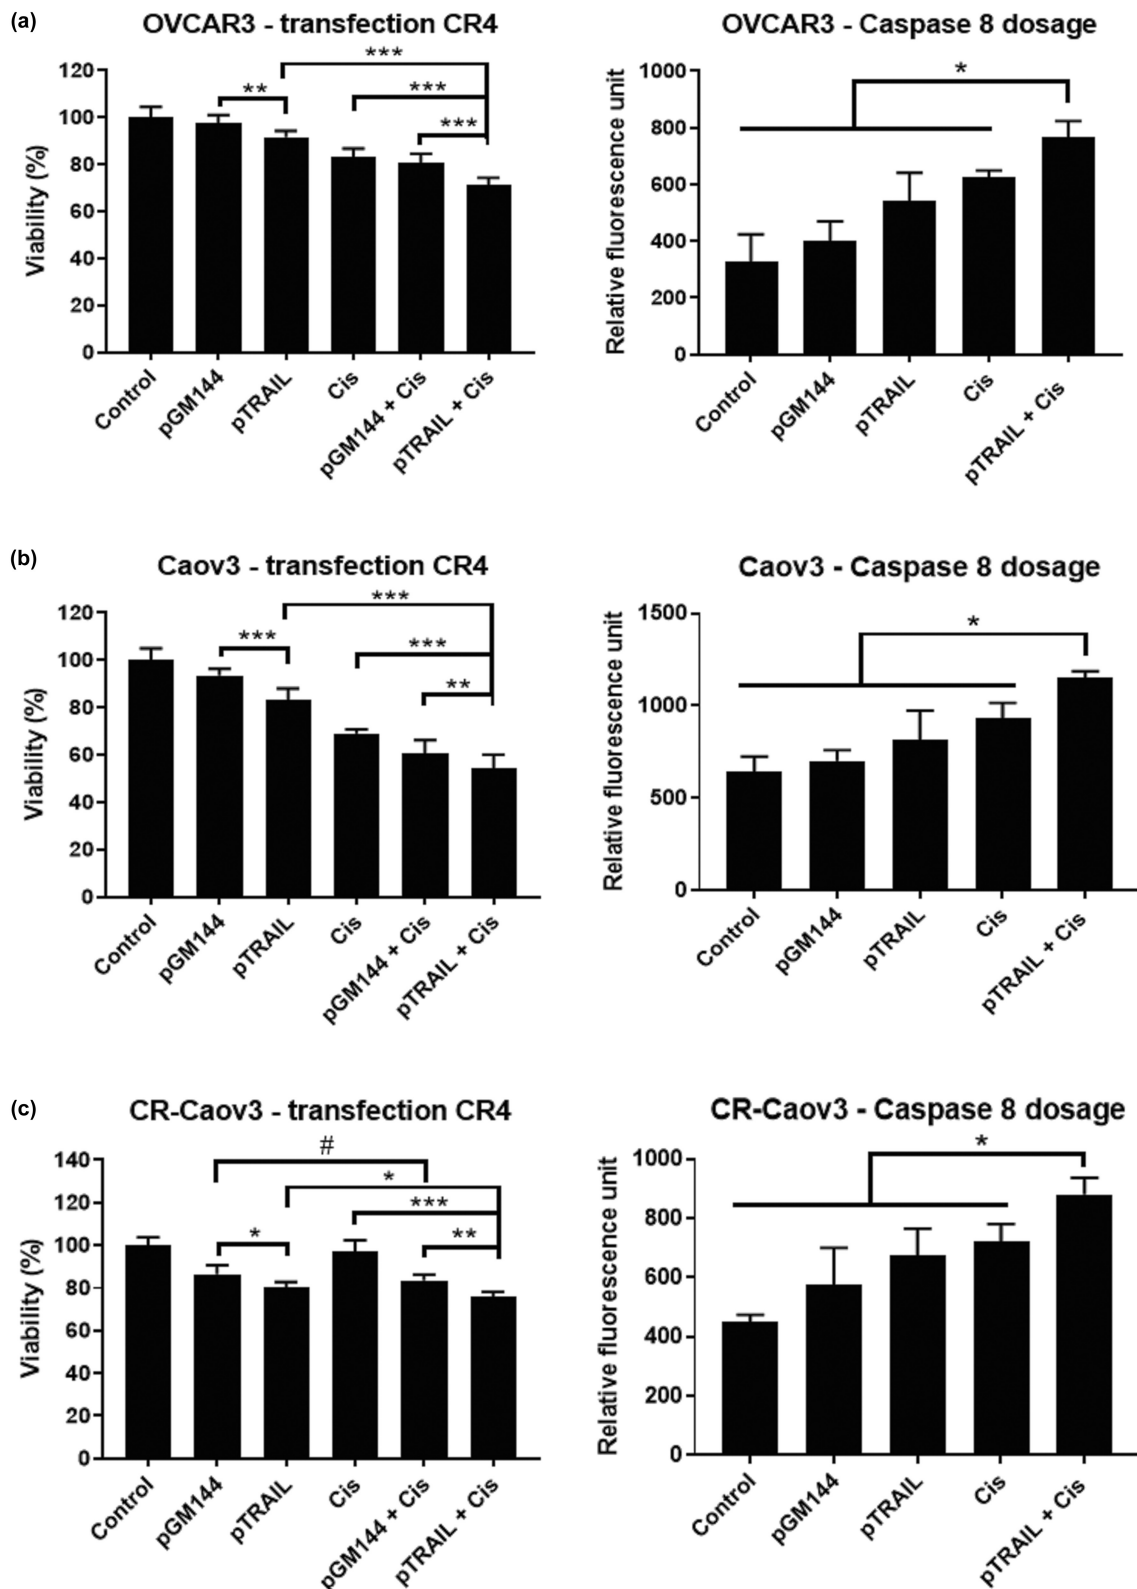 (a)
OVCAR3 - transfection CR4
***
***
**
***
120
100
80
60
40
20
0
Viability (%)
Control
pGM144
pTRAIL
Cis
pGM144 + Cis
pTRAIL + Cis
OVCAR3 - Caspase 8 dosage
*
1000
800
600
400
200
0
Relative fluorescence unit
Control
pGM144
pTRAIL
Cis
pTRAIL + Cis
(b)
Caov3 - transfection CR4
***
***
***
**
120
100
80
60
40
20
0
Viability (%)
Control
pGM144
pTRAIL
Cis
pGM144 + Cis
pTRAIL + Cis
Caov3 - Caspase 8 dosage
*
1500
1000
500
0
Relative fluorescence unit
Control
pGM144
pTRAIL
Cis
pTRAIL + Cis
(c)
CR-Caov3 - transfection CR4
#
*
***
*
**
140
120
100
80
60
40
20
0
Viability (%)
Control
pGM144
pTRAIL
Cis
pGM144 + Cis
pTRAIL + Cis
CR-Caov3 - Caspase 8 dosage
*
1000
800
600
400
200
0
Relative fluorescence unit
Control
pGM144
pTRAIL
Cis
pTRAIL + Cis